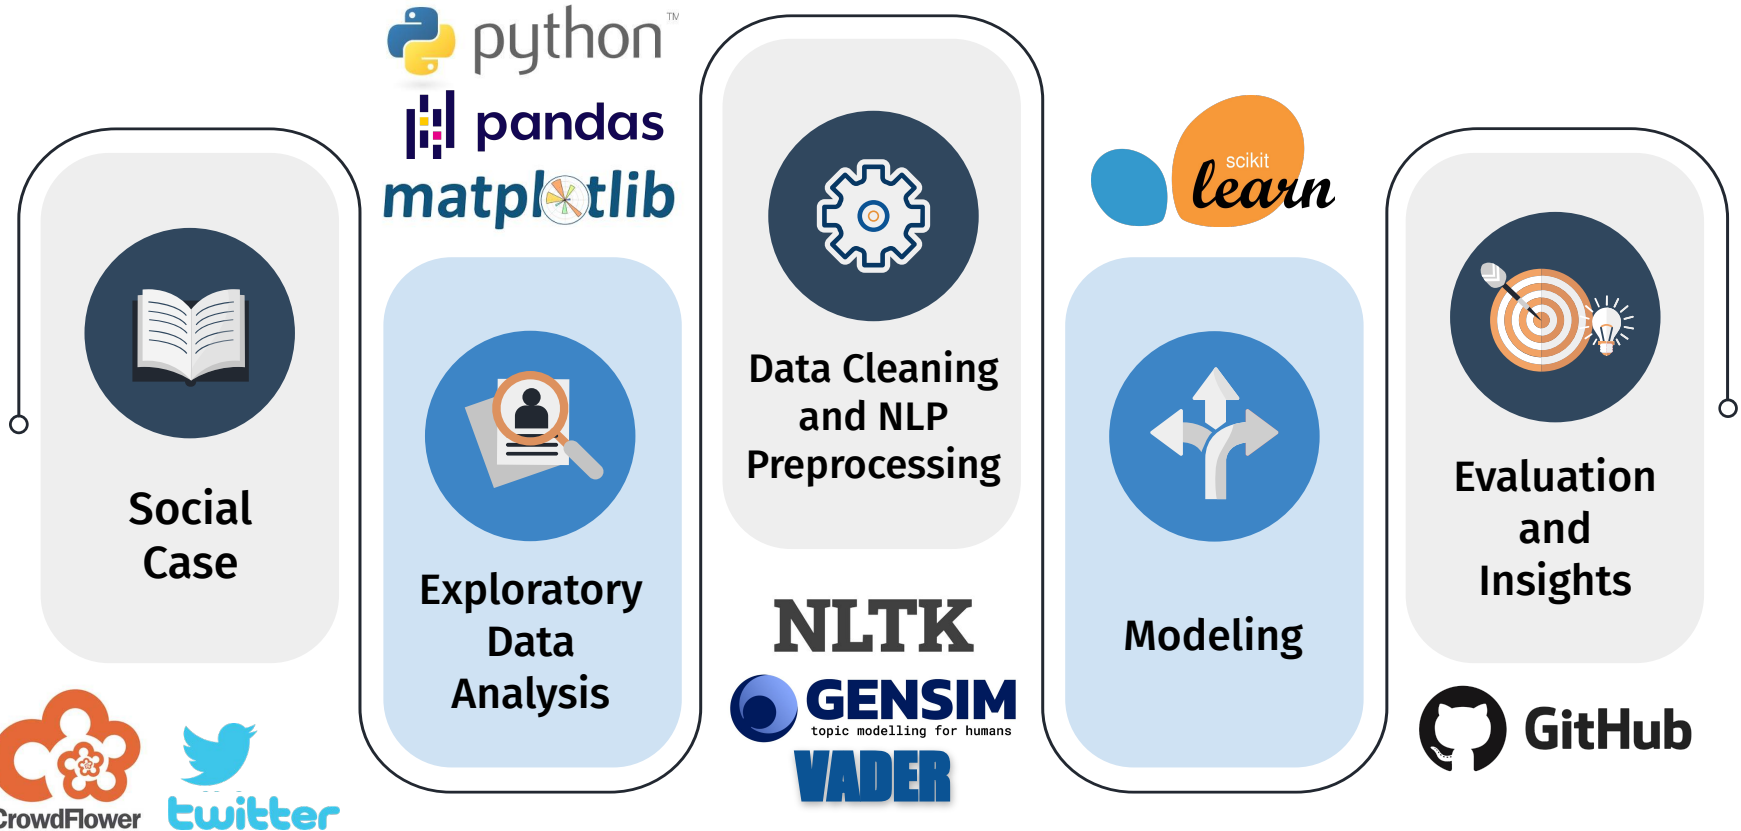 Social
Case
CrowdFlower
twitter
python™
pandas
matplotlib
Exploratory
Data
Analysis
Data Cleaning
and NLP
Preprocessing
NLTK
GENSIM
topic modelling for humans
VADER
scikit
learn
Modeling
Evaluation
and
Insights
GitHub